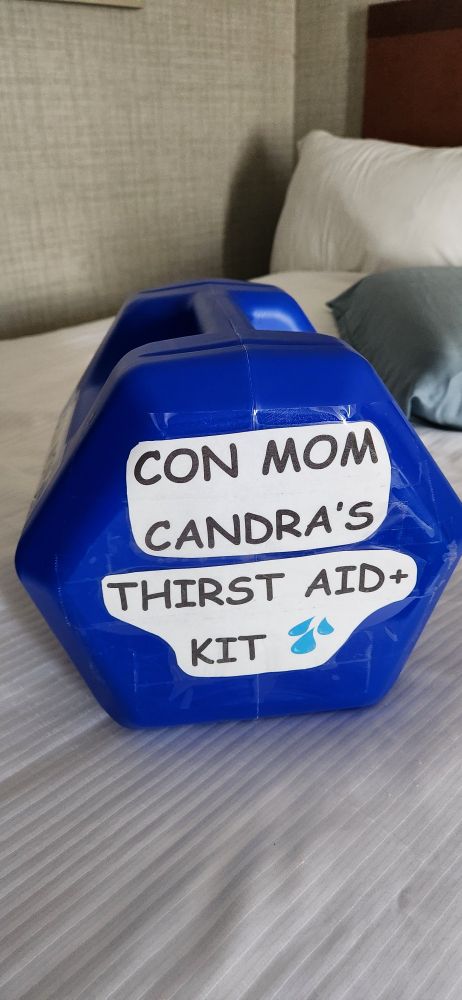 CON MOM
CANDRA'S
THIRST AID+
KIT 💦